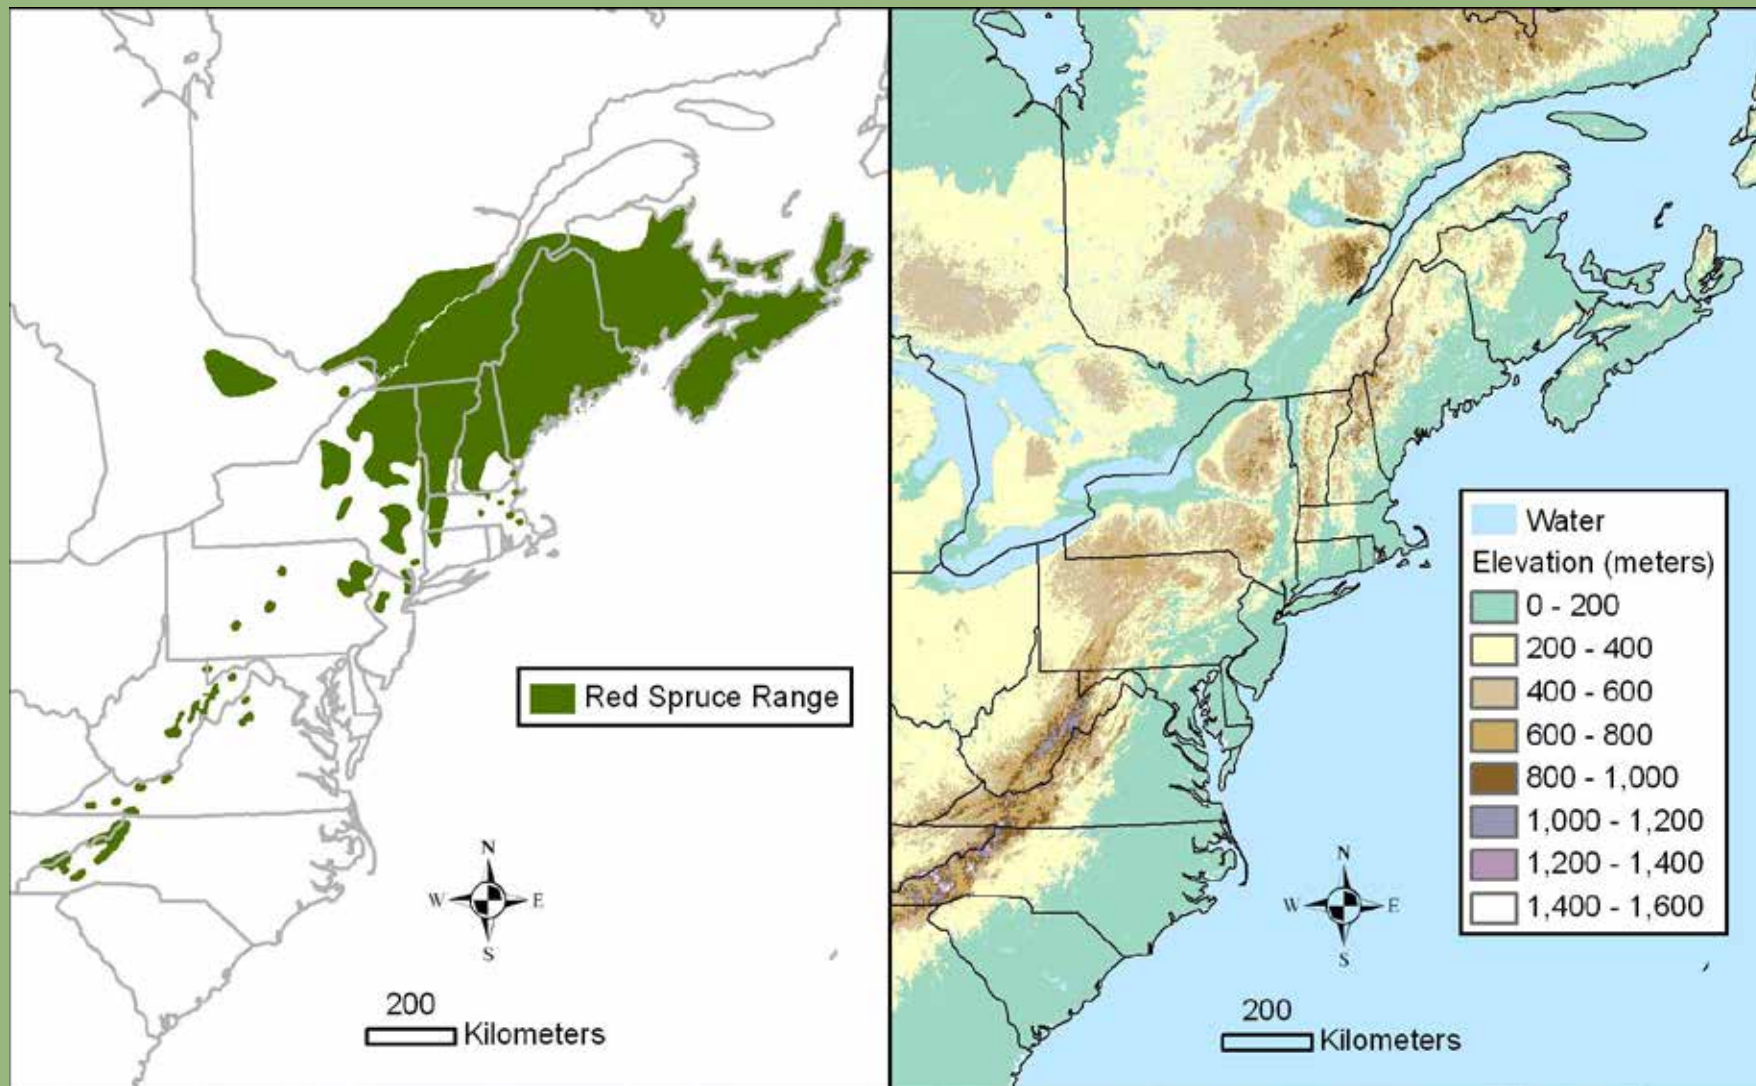 Red Spruce Range
N
W E
S
200
Kilometers
Water
Elevation (meters)
0 - 200
200 - 400
400 - 600
600 - 800
800 - 1,000
1,000 - 1,200
1,200 - 1,400
1,400 - 1,600
N
W E
S
200
Kilometers